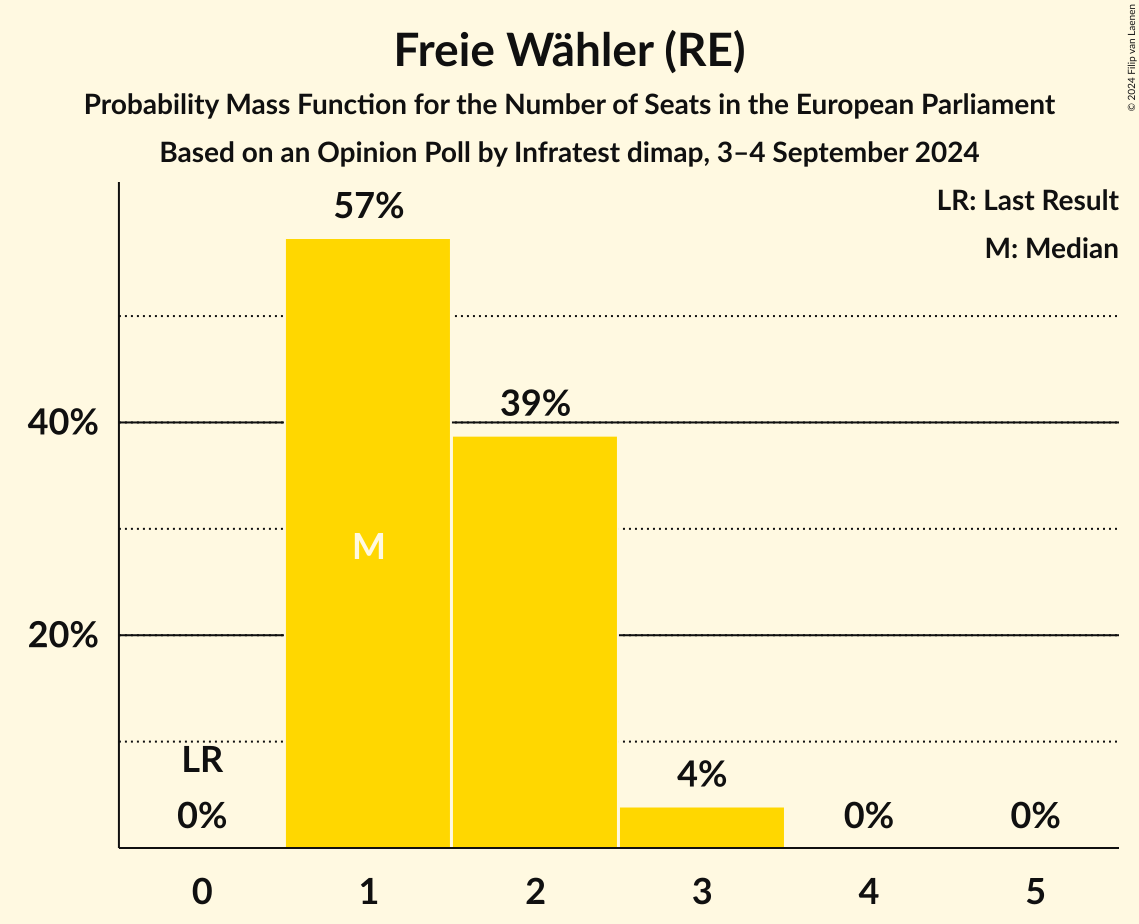 Freie Wähler (RE)
Probability Mass Function for the Number of Seats in the European Parliament
Based on an Opinion Poll by Infratest dimap, 3–4 September 2024
© 2024 Filip van Laenen
LR: Last Result
M: Median
57%
39%
40%
M
20%
LR
4%
0%
0%
0%
0
1
2
3
4
5